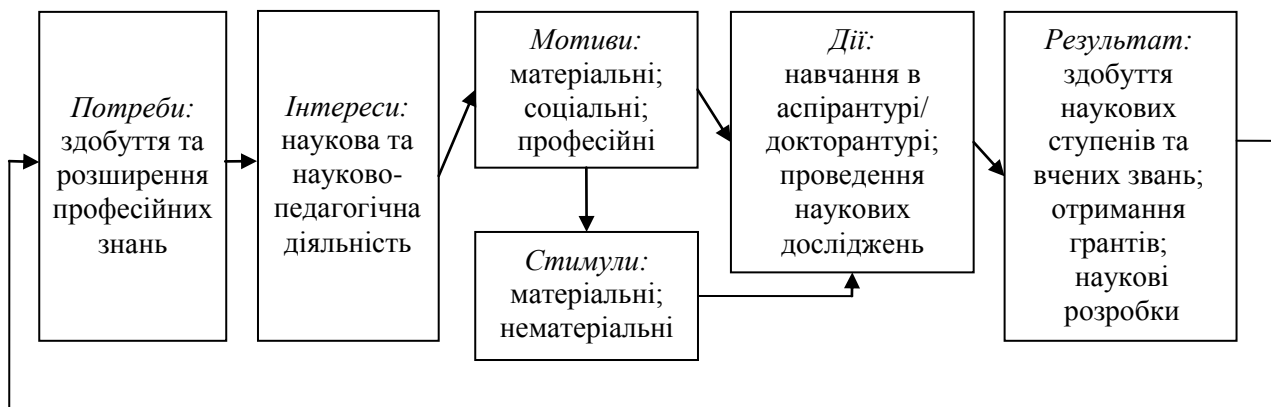 Потреби:
здобуття та
розширення
професійних
знань
Інтереси:
наукова та
науково-
педагогічна
діяльність
Мотиви:
матеріальні;
соціальні;
професійні
Стимули:
матеріальні;
нематеріальні
Дії:
навчання в
аспірантурі/
докторантурі;
проведення
наукових
досліджень
Результат:
здобуття
наукових
ступенів та
вчених звань;
отримання
грантів;
наукові
розробки